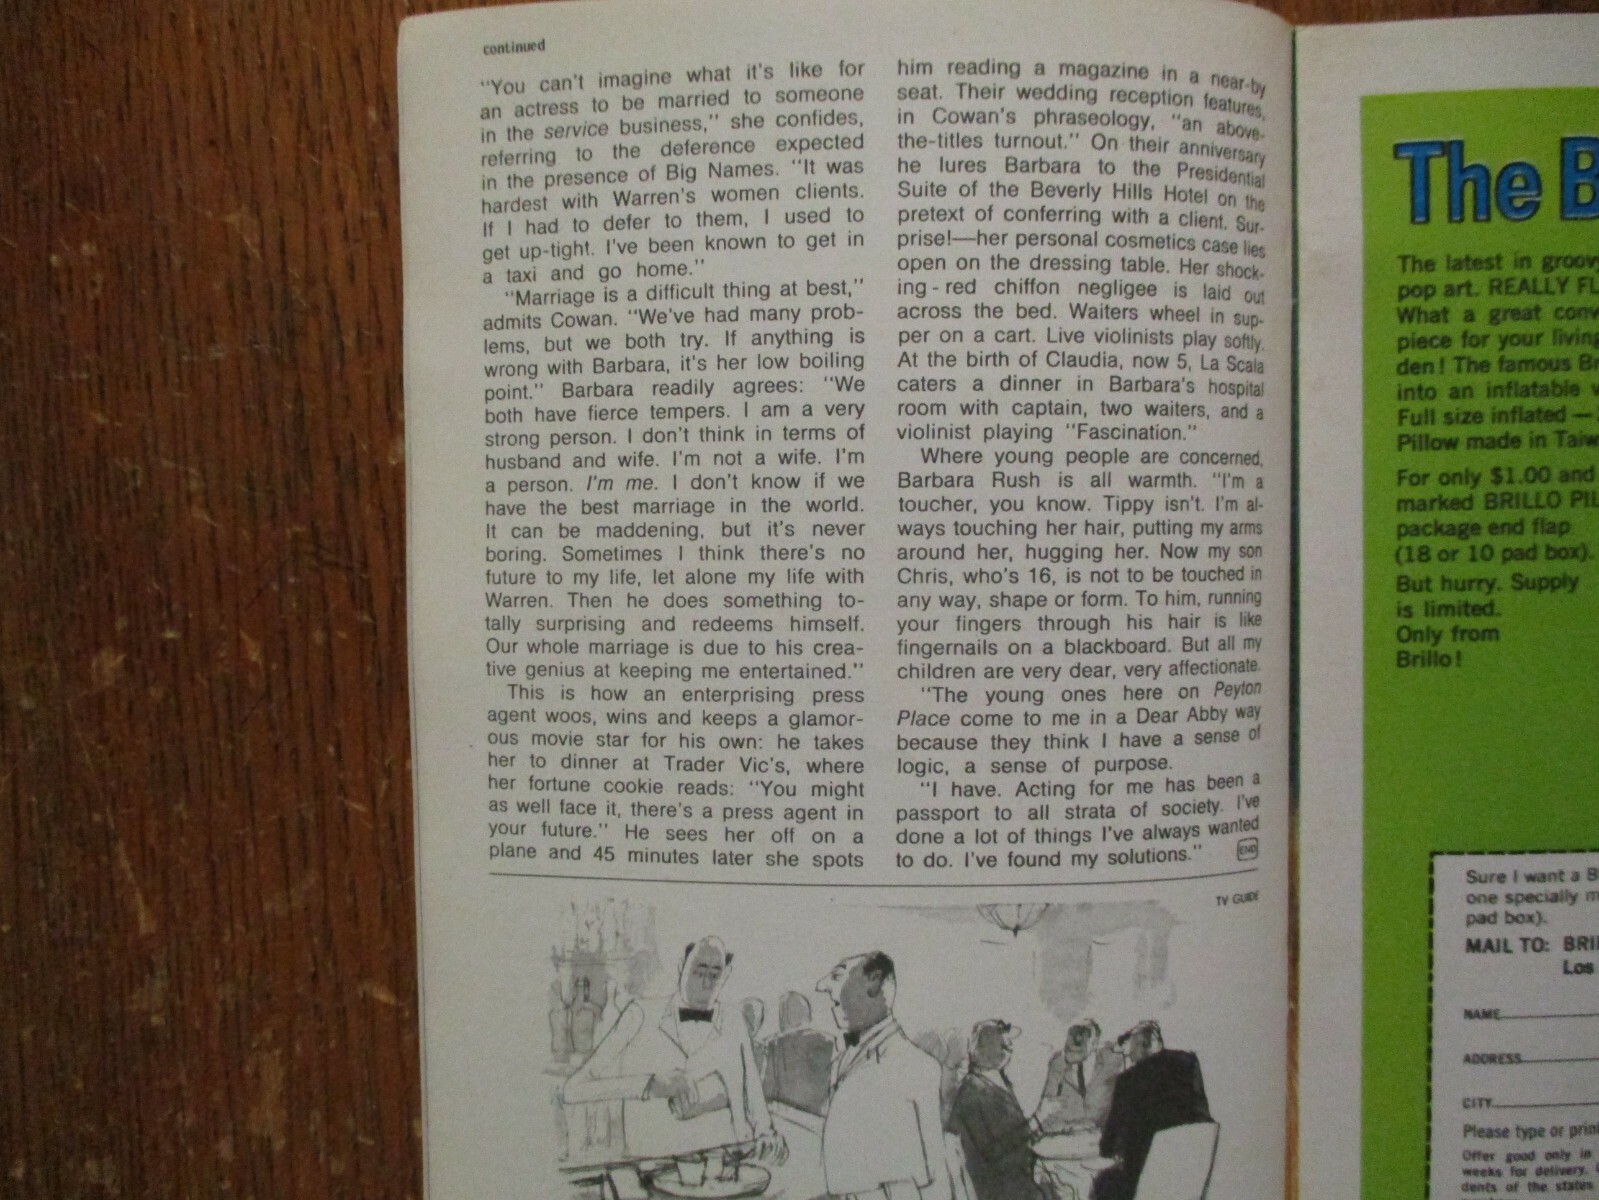 continued
"You can't imagine what it's like for
an actress to be married to someone
in the service business," she confides,
referring to the deference expected
in the presence of Big Names. "It was
hardest with Warren's women clients.
If I had to defer to them, I used to
get up-tight. I've been known to get in
a taxi and go home."
"Marriage is a difficult thing at best,"
admits Cowan. "We've had many prob-
lems, but we both try. If anything is
wrong with Barbara, it's her low boiling
point." Barbara readily agrees: "We
both have fierce tempers. I am a very
strong person. I don't think in terms of
husband and wife. I'm not a wife. I'm
a person. I'm me. I don't know if we
have the best marriage in the world.
It can be maddening, but it's never
boring. Sometimes I think there's no
future to my life, let alone my life with
Warren. Then he does something to-
tally surprising and redeems himself.
Our whole marriage is due to his crea-
tive genius at keeping me entertained."
This is how an enterprising press
agent woos, wins and keeps a glamor-
ous movie star for his own: he takes
her to dinner at Trader Vic's, where
her fortune cookie reads: "You might
as well face it, there's a press agent in
your future." He sees her off on a
plane and 45 minutes later she spots
him reading a magazine in a near-by
seat. Their wedding reception features,
in Cowan's phraseology, "an above-
the-titles turnout." On their anniversary
he lures Barbara to the Presidential
Suite of the Beverly Hills Hotel on the
pretext of conferring with a client. Sur-
prise!—her personal cosmetics case lies
open on the dressing table. Her shock-
ing-red chiffon negligee is laid out
across the bed. Waiters wheel in sup-
per on a cart. Live violinists play softly.
At the birth of Claudia, now 5, La Scala
caters a dinner in Barbara's hospital
room with captain, two waiters, and a
violinist playing "Fascination."
Where young people are concerned,
Barbara Rush is all warmth. "I'm a
toucher, you know. Tippy isn't. I'm al-
ways touching her hair, putting my arms
around her, hugging her. Now my son
Chris, who's 16, is not to be touched in
any way, shape or form. To him, running
your fingers through his hair is like
fingernails on a blackboard. But all my
children are very dear, very affectionate.
"The young ones here on Peyton
Place come to me in a Dear Abby way
because they think I have a sense of
logic, a sense of purpose.
"I have. Acting for me has been a
passport to all strata of society. I've
done a lot of things I've always wanted
to do. I've found my solutions." END
TV GUIDE
The B
The latest in groovy
pop art. REALLY FL
What a great conv
piece for your living
den! The famous Br
into an inflatable
Full size inflated —
Pillow made in Taiw
For only $1.00 and
marked BRILLO PIL
package end flap
(18 or 10 pad box).
But hurry. Supply
is limited.
Only from
Brillo!
Sure I want a B
one specially m
pad box).
MAIL TO: BRI
Los
NAME
ADDRESS
CITY
Please type or prin
Offer good only in
weeks for delivery.
dents of the states